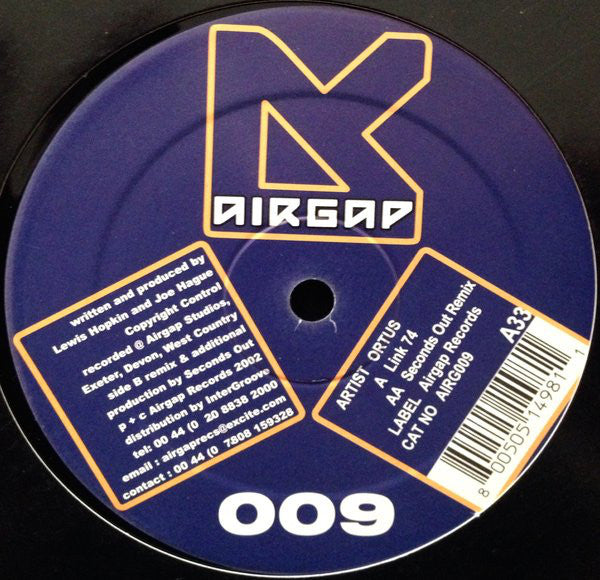 AIRGAP
written and produced by
Lewis Hopkin and Joe Hague
Copyright Control
recorded @ Airgap Studios,
Exeter, Devon, West Country
side B remix & additional
production by Seconds Out
p + c Airgap Records 2002
distribution by InterGroove
tel: 00 44 (0 20 8838 2000
email : airgaprecs@excite.com
contact : 00 44 (0 7808 159328
ARTIST ORTUS
A Link 74
AA Seconds Out Remix
LABEL Airgap Records
CAT NO AIRG009
A33
8 00505 14981 1
009